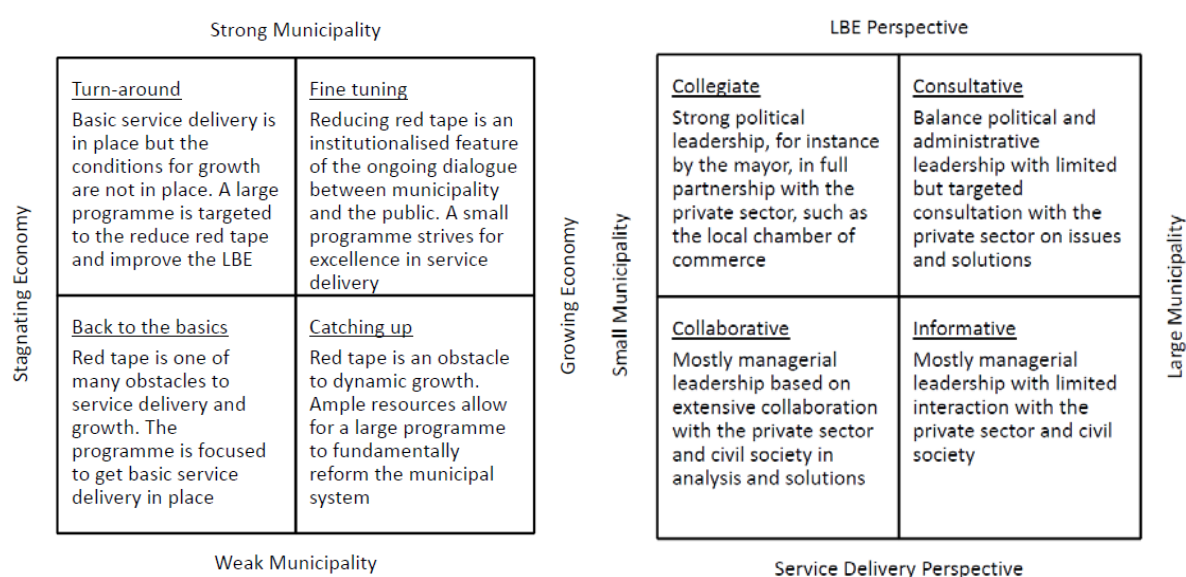 Strong Municipality
Stagnating Economy
Turn-around
Basic service delivery is
in place but the
conditions for growth
are not in place. A large
programme is targeted
to the reduce red tape
and improve the LBE
Fine tuning
Reducing red tape is an
institutionalised feature
of the ongoing dialogue
between municipality
and the public. A small
programme strives for
excellence in service
delivery
Back to the basics
Red tape is one of
many obstacles to
service delivery and
growth. The
programme is focused
to get basic service
delivery in place
Catching up
Red tape is an obstacle
to dynamic growth.
Ample resources allow
for a large programme
to fundamentally
reform the municipal
system
Growing Economy
Weak Municipality
LBE Perspective
Small Municipality
Collegiate
Strong political
leadership, for instance
by the mayor, in full
partnership with the
private sector, such as
the local chamber of
commerce
Consultative
Balance political and
administrative
leadership with limited
but targeted
consultation with the
private sector on issues
and solutions
Collaborative
Mostly managerial
leadership based on
extensive collaboration
with the private sector
and civil society in
analysis and solutions
Informative
Mostly managerial
leadership with limited
interaction with the
private sector and civil
society
Large Municipality
Service Delivery Perspective